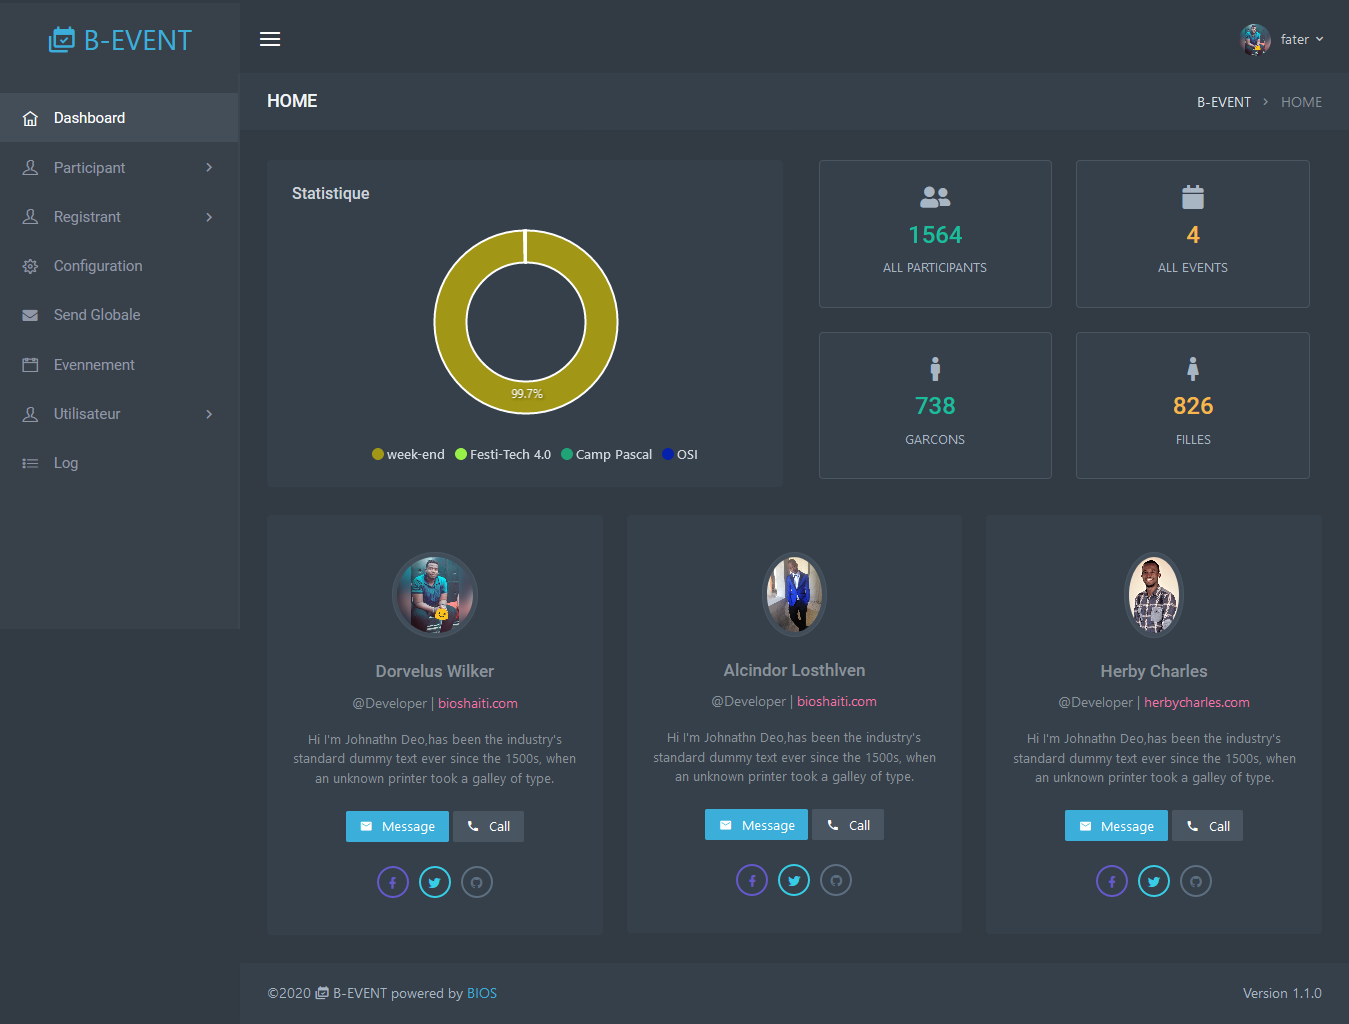 B-EVENT
fater
HOME
B-EVENT > HOME
Dashboard
Participant
Registrant
Configuration
Send Globale
Evennement
Utilisateur
Log
Statistique
99.7%
week-end Festi-Tech 4.0 Camp Pascal OSI
1564
ALL PARTICIPANTS
4
ALL EVENTS
738
GARCONS
826
FILLES
Dorvelus Wilker
@Developer | bioshaiti.com
Hi I'm Johnathn Deo,has been the industry's
standard dummy text ever since the 1500s, when
an unknown printer took a galley of type.
Message Call
Alcindor Losthlven
@Developer | bioshaiti.com
Hi I'm Johnathn Deo,has been the industry's
standard dummy text ever since the 1500s, when
an unknown printer took a galley of type.
Message Call
Herby Charles
@Developer | herbycharles.com
Hi I'm Johnathn Deo,has been the industry's
standard dummy text ever since the 1500s, when
an unknown printer took a galley of type.
Message Call
©2020 B-EVENT powered by BIOS
Version 1.1.0